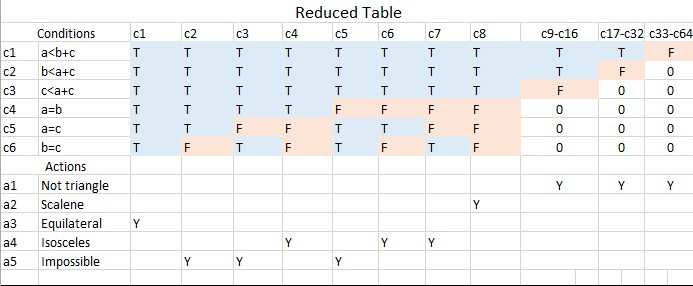 Reduced Table
Conditions c1 c2 c3 c4 c5 c6 c7 c8 c9-c16 c17-c32 c33-c64
c1 a<b+c T T T T T T T T T T F
c2 b<a+c T T T T T T T T T F 0
c3 c<a+c T T T T T T T T F 0 0
c4 a=b T T T T F F F F 0 0 0
c5 a=c T T F F T T F F 0 0 0
c6 b=c T F T F T F T F 0 0 0
Actions
a1 Not triangle Y Y Y
a2 Scalene Y
a3 Equilateral Y
a4 Isosceles Y Y Y
a5 Impossible Y Y Y